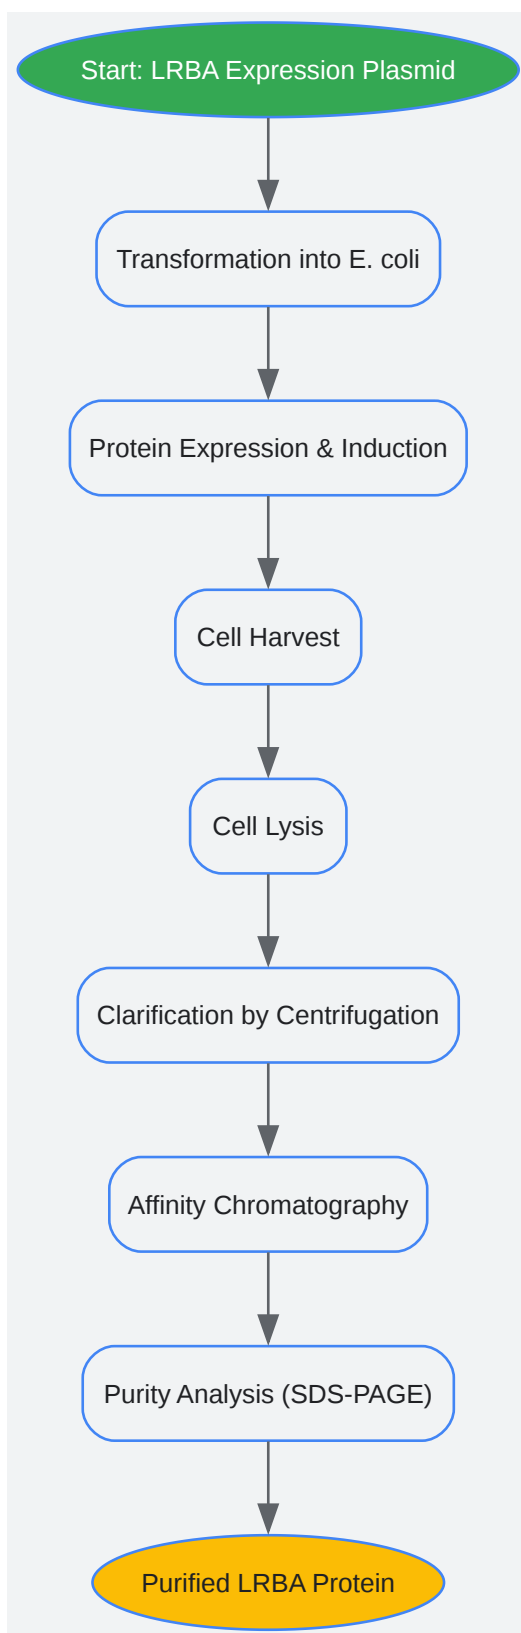 Start: LRBA Expression Plasmid
Transformation into E. coli
Protein Expression & Induction
Cell Harvest
Cell Lysis
Clarification by Centrifugation
Affinity Chromatography
Purity Analysis (SDS-PAGE)
Purified LRBA Protein